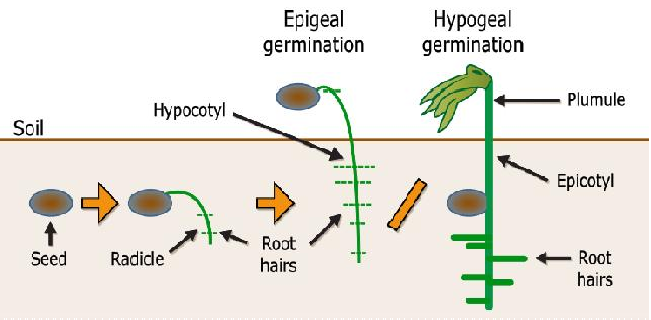 Epigeal
germination
Hypogeal
germination
Hypocotyl
Plumule
Soil
Epicotyl
Seed
Radicle
Root
hairs
Root
hairs